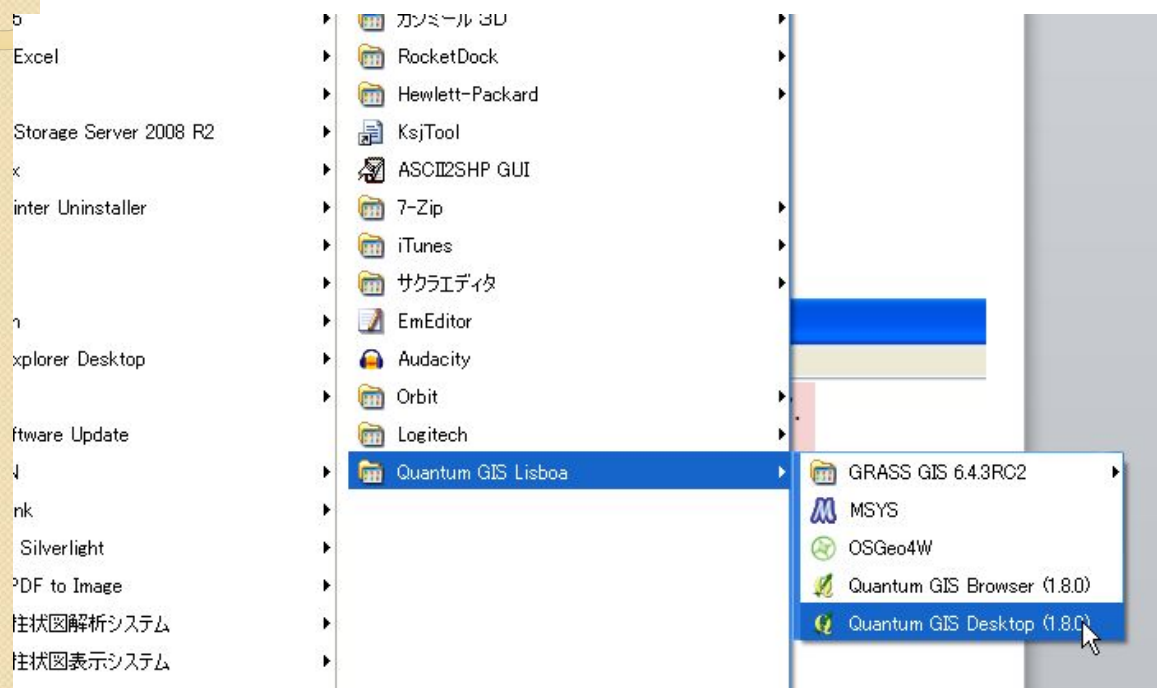 Excel
Storage Server 2008 R2
inter Uninstaller
xplorer Desktop
ftware Update
nk
Silverlight
PDF to Image
柱状図解析システム
柱状図表示システム
カシミール 3D
RocketDock
Hewlett-Packard
KsjTool
ASCII2SHP GUI
7-Zip
iTunes
サクラエディタ
EmEditor
Audacity
Orbit
Logitech
Quantum GIS Lisboa
GRASS GIS 6.4.3RC2
MSYS
OSGeo4W
Quantum GIS Browser (1.8.0)
Quantum GIS Desktop (1.8.0)